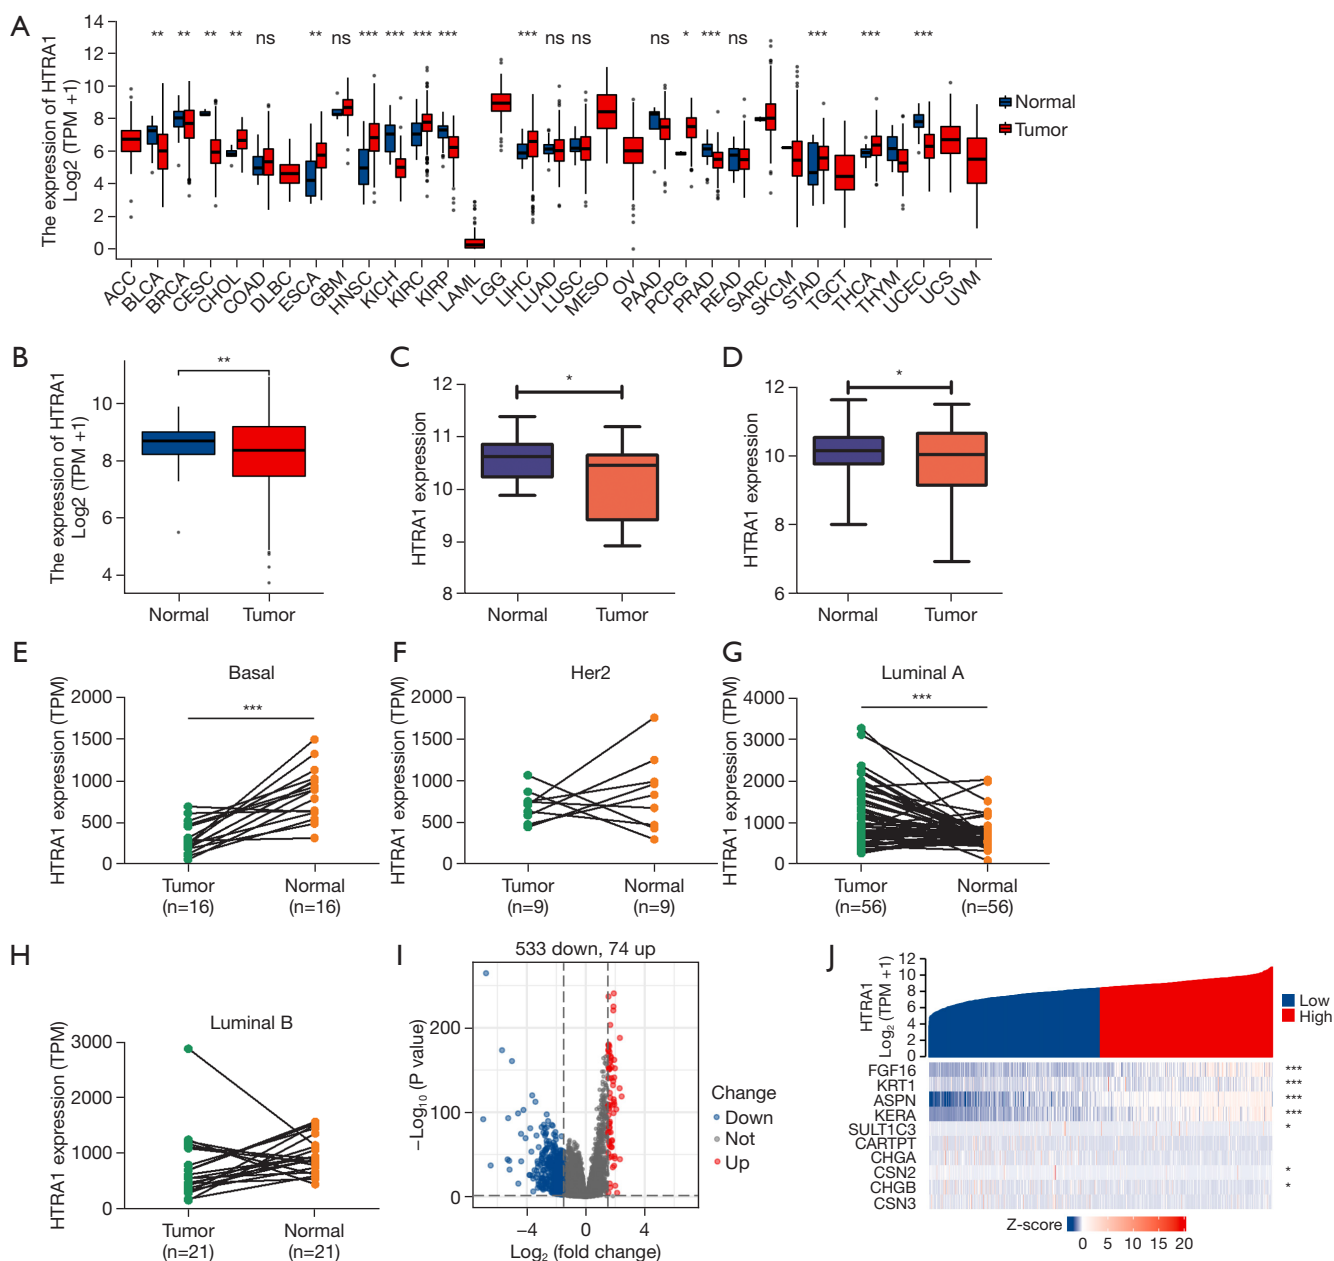 A
The expression of HTRA1
Log2 (TPM +1)
14
12
10
8
6
4
2
0
** ** ** ** ns ** ns *** *** *** *** *** ns ns ns * *** ns *** *** ***
Normal
Tumor
ACC BLCA BRCA CESC CHOL COAD DLBC ESCA GBM HNSC KICH KIRC KIRP LAML LGG LIHC LUAD LUSC MESO OV PAAD PCPG PRAD READ SARC SKCM STAD TGCT THCA THYM UCEC UCS UVM
B
The expression of HTRA1
Log2 (TPM +1)
10
8
6
4
**
Normal Tumor
C
HTRA1 expression
12
11
10
9
8
*
Normal Tumor
D
HTRA1 expression
12
10
8
6
*
Normal Tumor
E
Basal
HTRA1 expression (TPM)
2000
1500
1000
500
0
***
Tumor Normal
(n=16) (n=16)
F
Her2
HTRA1 expression (TPM)
2000
1500
1000
500
0
Tumor Normal
(n=9) (n=9)
G
Luminal A
HTRA1 expression (TPM)
4000
3000
2000
1000
0
***
Tumor Normal
(n=56) (n=56)
H
Luminal B
HTRA1 expression (TPM)
3000
2000
1000
0
Tumor Normal
(n=21) (n=21)
I
533 down, 74 up
−Log10 (P value)
200
100
0
−4 0 4
Log2 (fold change)
Change
Down
Not
Up
J
HTRA1
Log2 (TPM +1)
12
10
8
6
4
2
0
Low
High
FGF16 ***
KRT1 ***
ASPN ***
KERA ***
SULT1C3 *
CARTPT
CHGA
CSN2 *
CHGB *
CSN3
Z-score
0 5 10 15 20